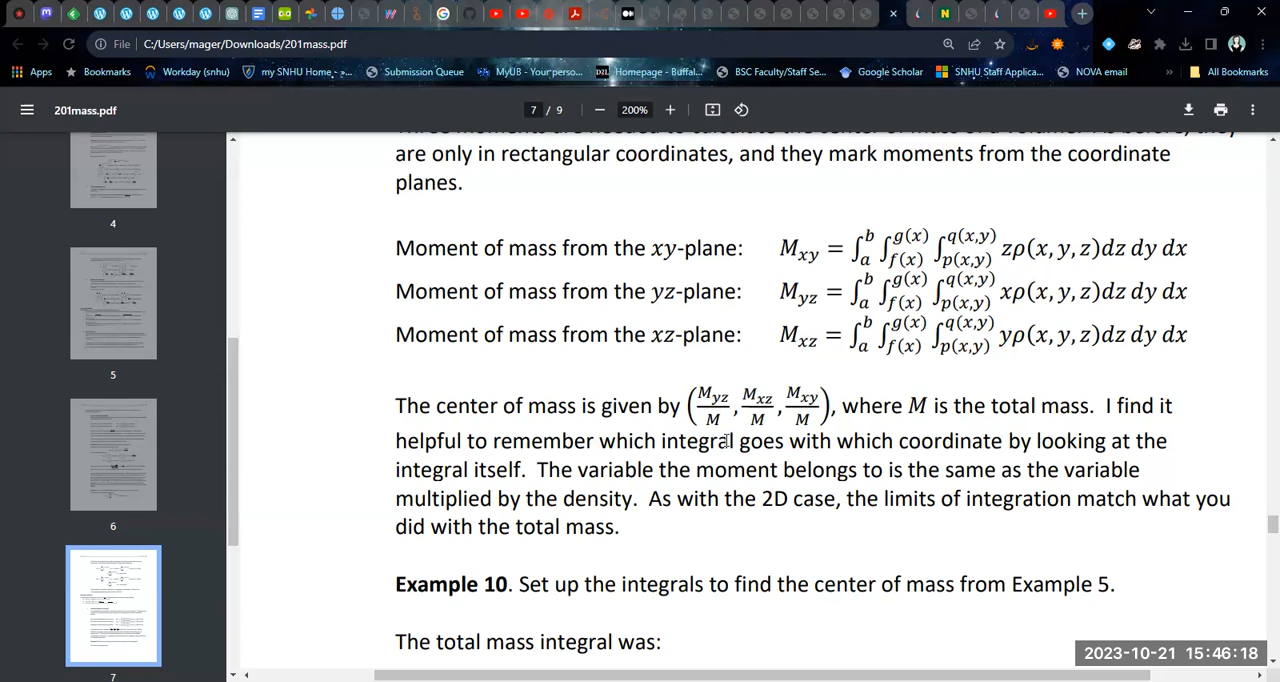 File C:/Users/mager/Downloads/201mass.pdf
Apps Bookmarks Workday (snhu) my SNHU Home -... Submission Queue MyUB - Your perso... Homepage - Buffal... BSC Faculty/Staff Se... Google Scholar SNHU Staff Applica... NOVA email » All Bookmarks
201mass.pdf 7 / 9 200%
are only in rectangular coordinates, and they mark moments from the coordinate
planes.
Moment of mass from the xy-plane: M_xy = ∫_a^b ∫_f(x)^g(x) ∫_p(x,y)^q(x,y) zρ(x, y, z)dz dy dx
Moment of mass from the yz-plane: M_yz = ∫_a^b ∫_f(x)^g(x) ∫_p(x,y)^q(x,y) xρ(x, y, z)dz dy dx
Moment of mass from the xz-plane: M_xz = ∫_a^b ∫_f(x)^g(x) ∫_p(x,y)^q(x,y) yρ(x, y, z)dz dy dx
The center of mass is given by (M_yz/M, M_xz/M, M_xy/M), where M is the total mass. I find it
helpful to remember which integral goes with which coordinate by looking at the
integral itself. The variable the moment belongs to is the same as the variable
multiplied by the density. As with the 2D case, the limits of integration match what you
did with the total mass.
Example 10. Set up the integrals to find the center of mass from Example 5.
The total mass integral was:
4
5
6
7
2023-10-21 15:46:18